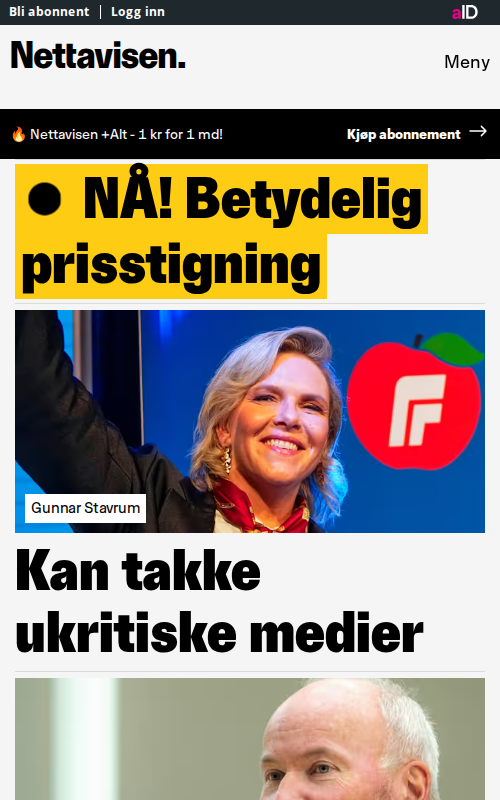 Bli abonnent | Logg inn
aID
Nettavisen.
Meny
🔥 Nettavisen +Alt - 1 kr for 1 md!
Kjøp abonnement →
NÅ! Betydelig
prisstigning
Gunnar Stavrum
Kan takke
ukritiske medier